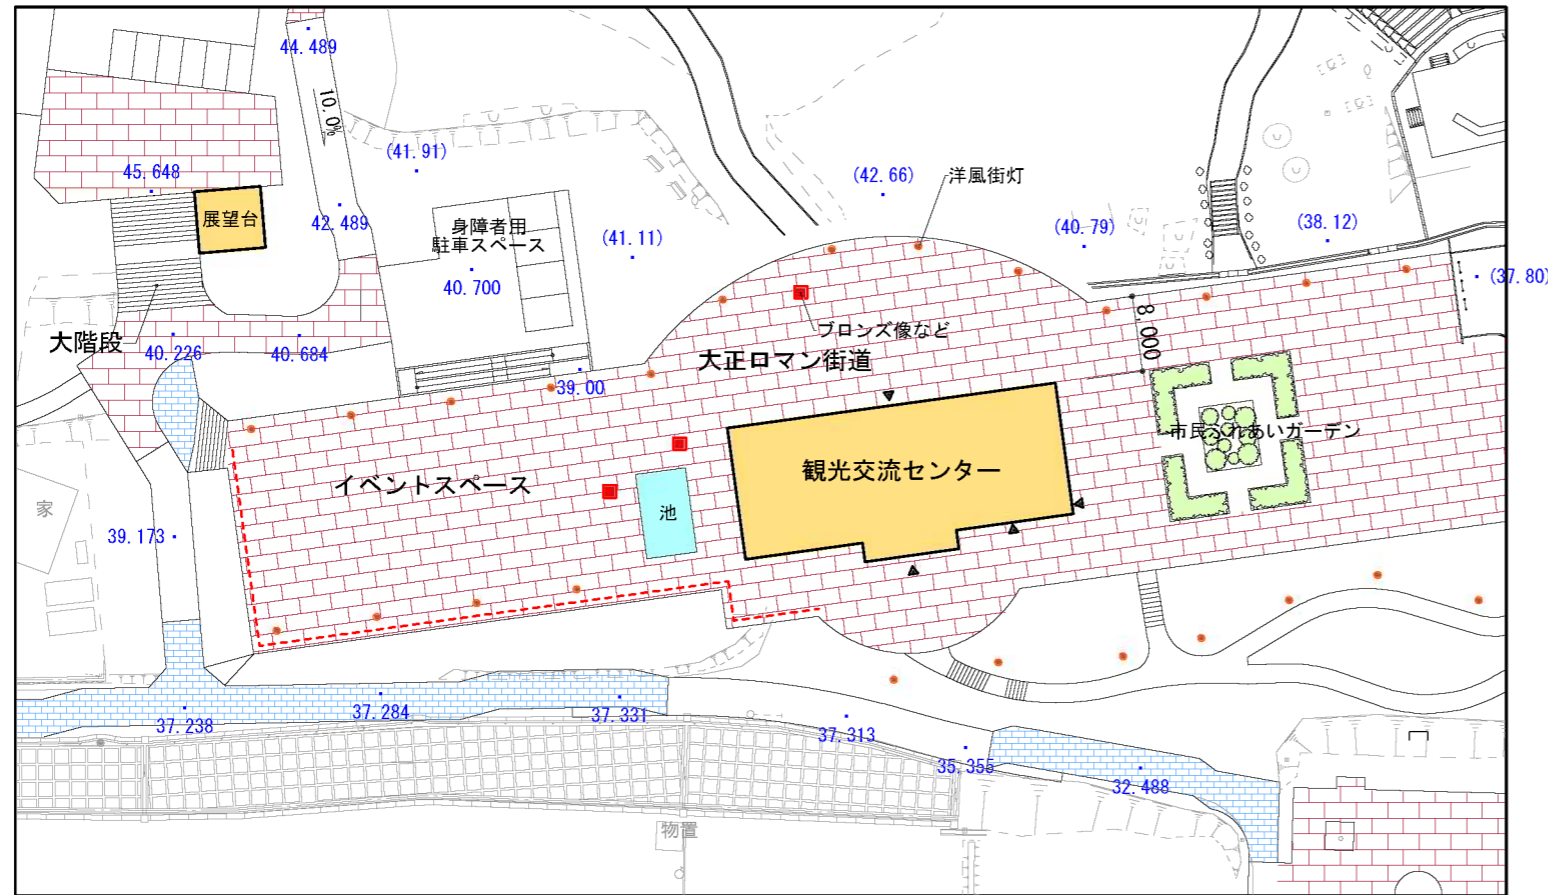 44.489
10.0%
(41.91)
45.648
展望台
42.489
身障者用
駐車スペース
(41.11)
40.700
(42.66)
洋風街灯
(40.79)
(38.12)
(37.80)
ブロンズ像など
8,000
大階段
40.226
40.684
39.00
大正ロマン街道
市民ふれあいガーデン
イベントスペース
観光交流センター
池
家
39.173
37.238
37.284
37.331
37.313
35.355
32.488
物置